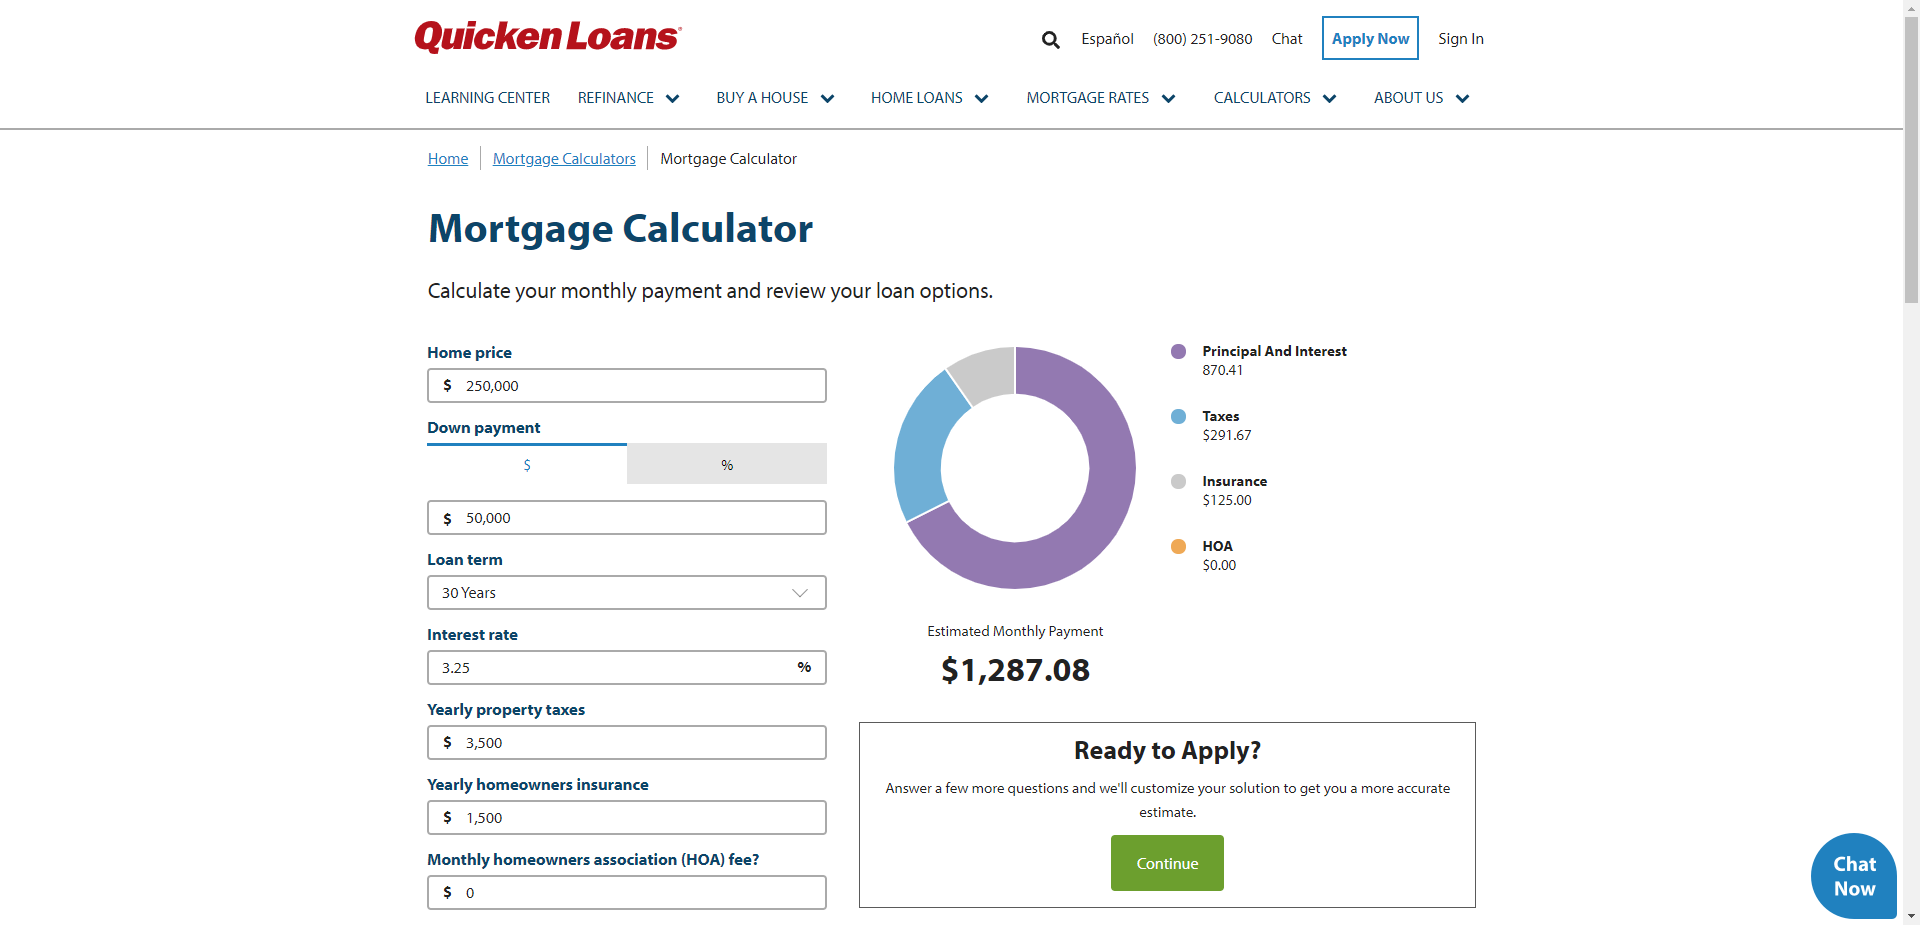 Quicken Loans
Español (800) 251-9080 Chat Apply Now Sign In
LEARNING CENTER REFINANCE BUY A HOUSE HOME LOANS MORTGAGE RATES CALCULATORS ABOUT US
Home Mortgage Calculators Mortgage Calculator
Mortgage Calculator
Calculate your monthly payment and review your loan options.
Home price
$ 250,000
Down payment
$ %
$ 50,000
Loan term
30 Years
Interest rate
3.25 %
Yearly property taxes
$ 3,500
Yearly homeowners insurance
$ 1,500
Monthly homeowners association (HOA) fee?
$ 0
Principal And Interest
870.41
Taxes
$291.67
Insurance
$125.00
HOA
$0.00
Estimated Monthly Payment
$1,287.08
Ready to Apply?
Answer a few more questions and we'll customize your solution to get you a more accurate
estimate.
Continue
Chat
Now